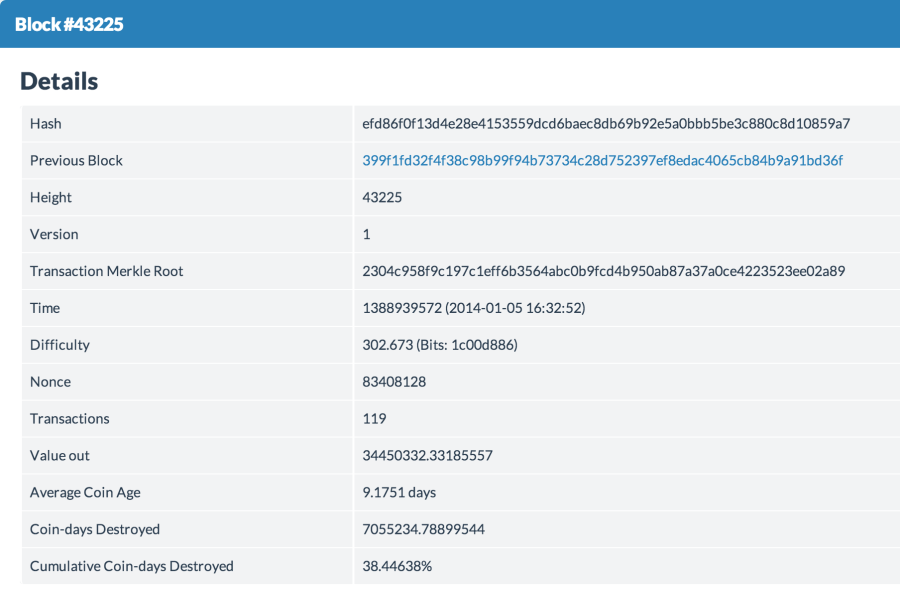 Block #43225
Details
Hash efd86f0f13d4e28e4153559dcd6baec8db69b92e5a0bbb5be3c880c8d10859a7
Previous Block 399f1fd32f4f38c98b99f94b73734c28d752397ef8edac4065cb84b9a91bd36f
Height 43225
Version 1
Transaction Merkle Root 2304c958f9c197c1eff6b3564abc0b9fcd4b950ab87a37a0ce4223523ee02a89
Time 1388939572 (2014-01-05 16:32:52)
Difficulty 302.673 (Bits: 1c00d886)
Nonce 83408128
Transactions 119
Value out 34450332.33185557
Average Coin Age 9.1751 days
Coin-days Destroyed 7055234.78899544
Cumulative Coin-days Destroyed 38.44638%